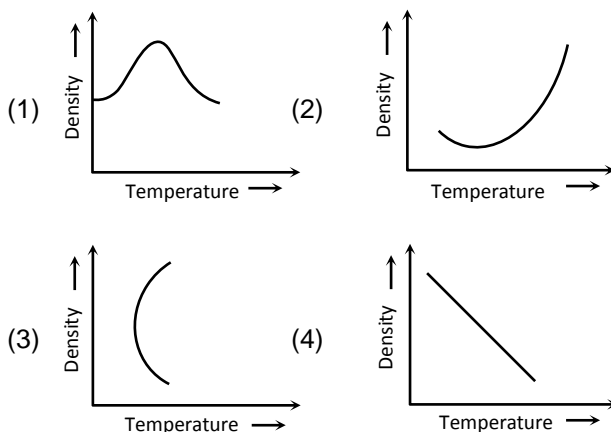 (1) Density Temperature
(2) Density Temperature
(3) Density Temperature
(4) Density Temperature